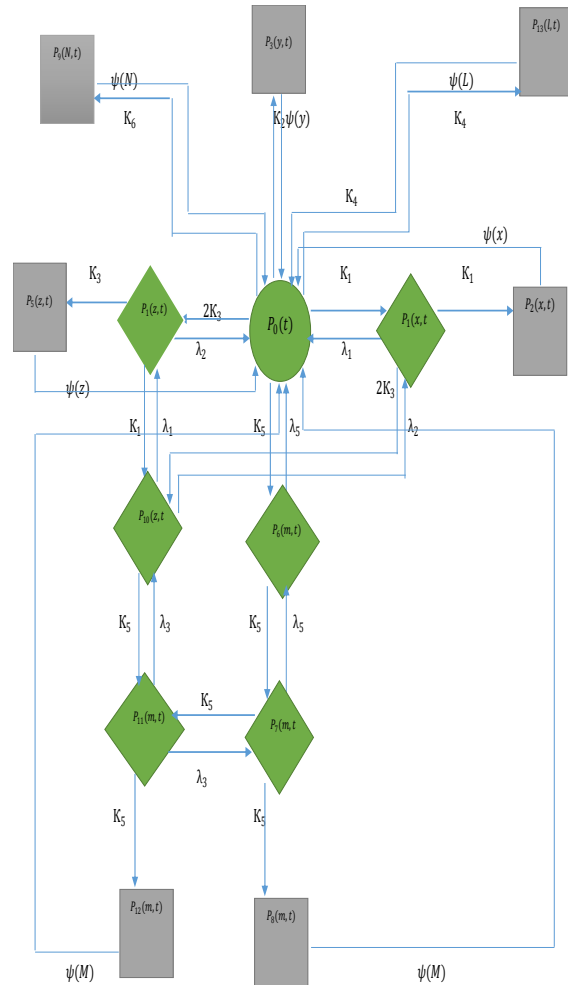 P₉(N,t)
P₃(y,t)
P₁₃(l,t)
ψ(N)
K₆
K₂ψ(y)
ψ(L)
K₄
K₄
ψ(x)
K₃
P₅(z,t)
P₁(z,t)
2K₃
λ₂
P₀(t)
K₁
λ₁
P₁(x,t
K₁
P₂(x,t)
ψ(z)
2K₃
K₁
λ₁
K₅
λ₅
λ₂
P₁₀(z,t
P₆(m,t)
K₅
λ₃
K₅
λ₅
P₁₁(m,t)
K₅
P₇(m,t
λ₃
K₅
K₅
P₁₂(m,t)
P₈(m,t)
ψ(M)
ψ(M)